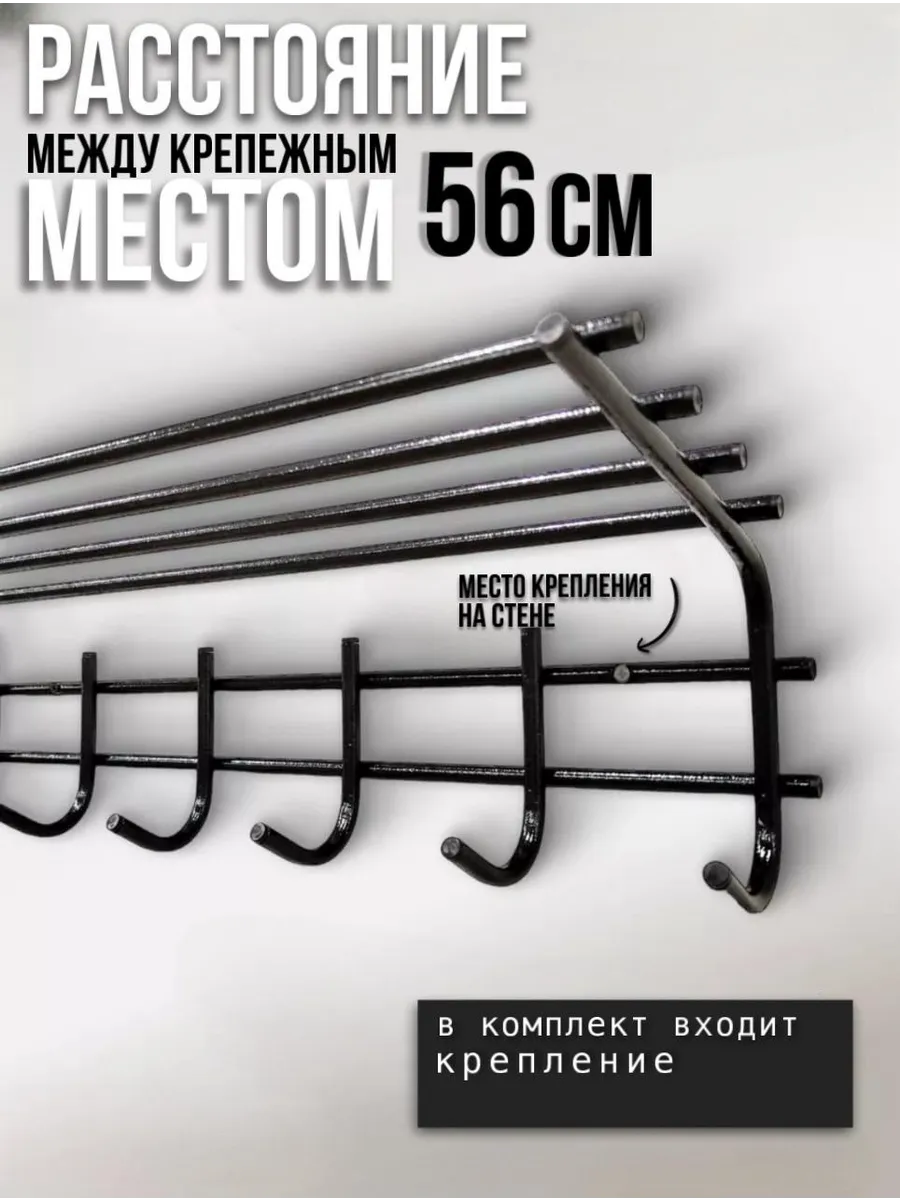 РАССТОЯНИЕ
МЕЖДУ КРЕПЕЖНЫМ
МЕСТОМ 56 СМ
МЕСТО КРЕПЛЕНИЯ
НА СТЕНЕ
в комплект входит
крепление